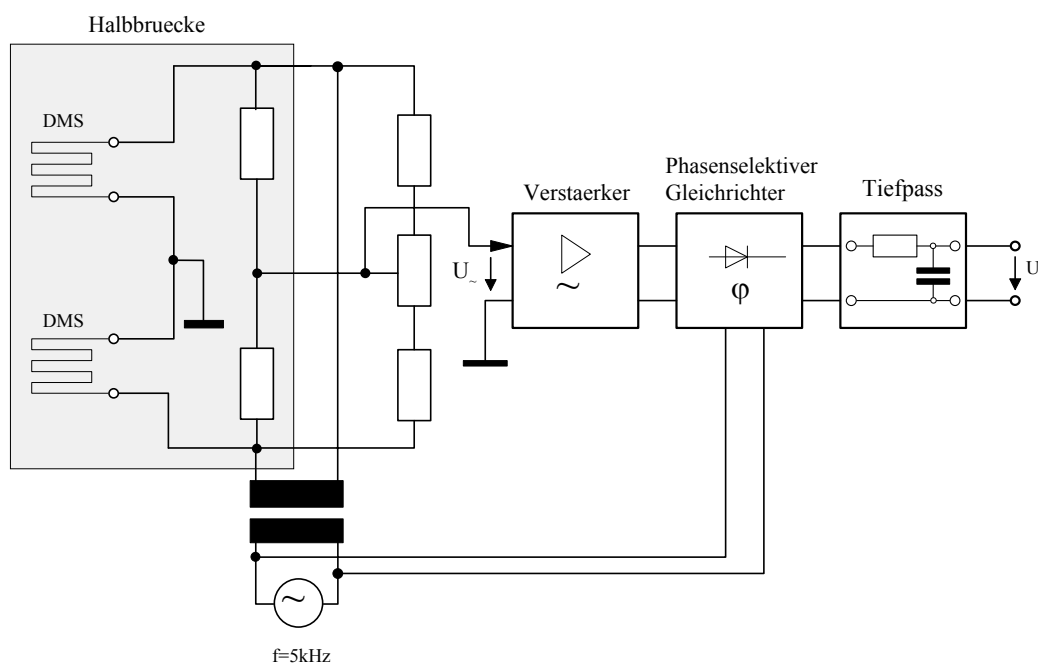 Halbbruecke
DMS
DMS
Verstaerker
Phasenselektiver
Gleichrichter
Tiefpass
U~
~
φ
U
~
f=5kHz